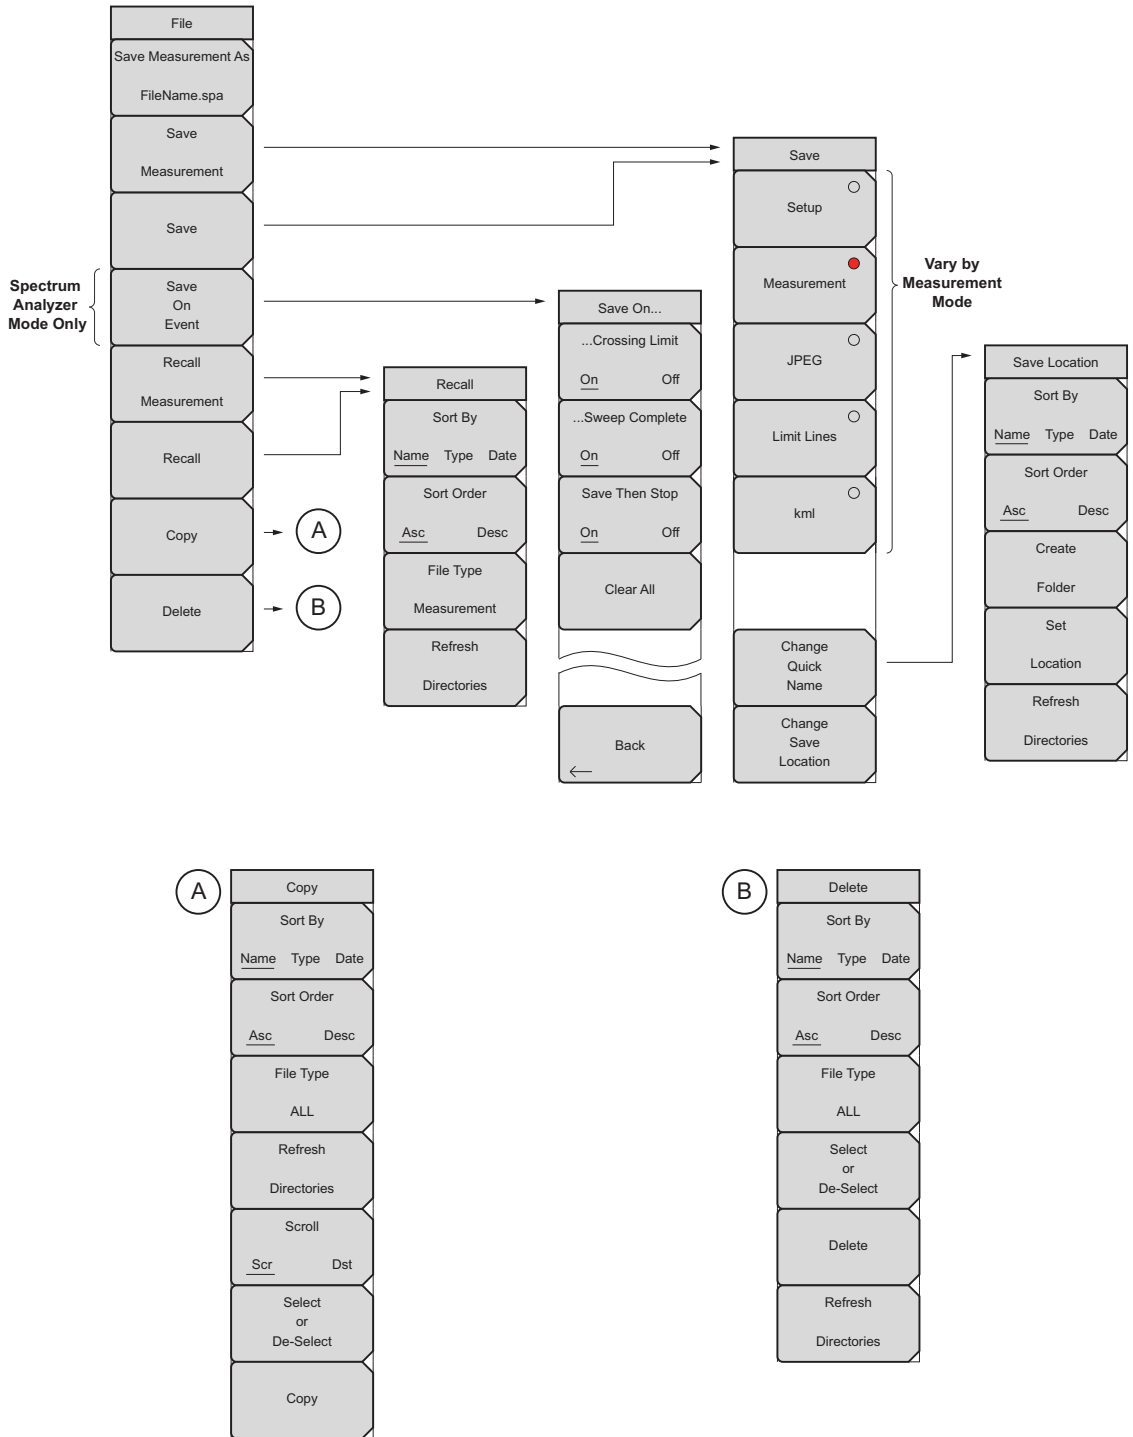 File
Save Measurement As
FileName.spa
Save
Measurement
Save
Spectrum
Analyzer
Mode Only
Save
On
Event
Recall
Measurement
Recall
Copy
A
Delete
B
Recall
Sort By
Name Type Date
Sort Order
Asc Desc
File Type
Measurement
Refresh
Directories
Save On...
...Crossing Limit
On Off
...Sweep Complete
On Off
Save Then Stop
On Off
Clear All
Back
Save
Setup
Measurement
JPEG
Limit Lines
kml
Vary by
Measurement
Mode
Change
Quick
Name
Change
Save
Location
Save Location
Sort By
Name Type Date
Sort Order
Asc Desc
Create
Folder
Set
Location
Refresh
Directories
A
Copy
Sort By
Name Type Date
Sort Order
Asc Desc
File Type
ALL
Refresh
Directories
Scroll
Scr Dst
Select
or
De-Select
Copy
B
Delete
Sort By
Name Type Date
Sort Order
Asc Desc
File Type
ALL
Select
or
De-Select
Delete
Refresh
Directories